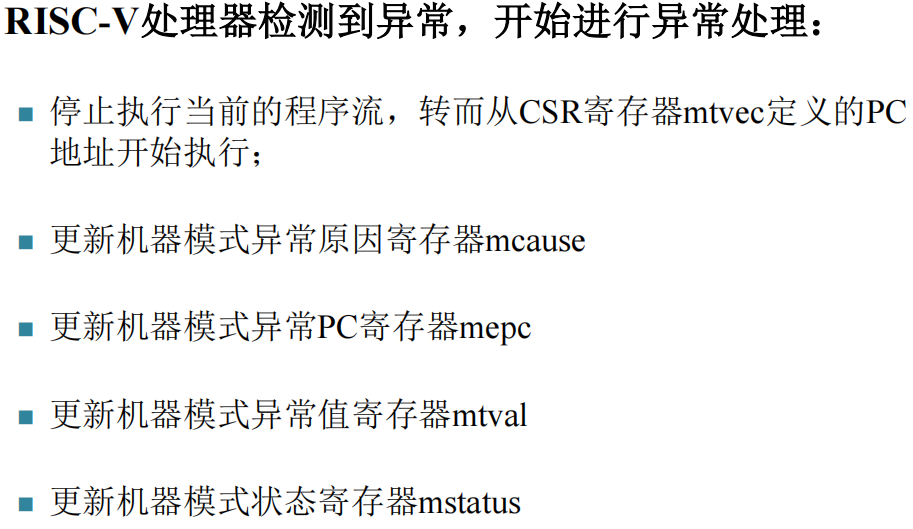 RISC-V处理器检测到异常，开始进行异常处理：
■ 停止执行当前的程序流，转而从CSR寄存器mtvec定义的PC
地址开始执行；
■ 更新机器模式异常原因寄存器mcause
■ 更新机器模式异常PC寄存器mepc
■ 更新机器模式异常值寄存器mtval
■ 更新机器模式状态寄存器mstatus